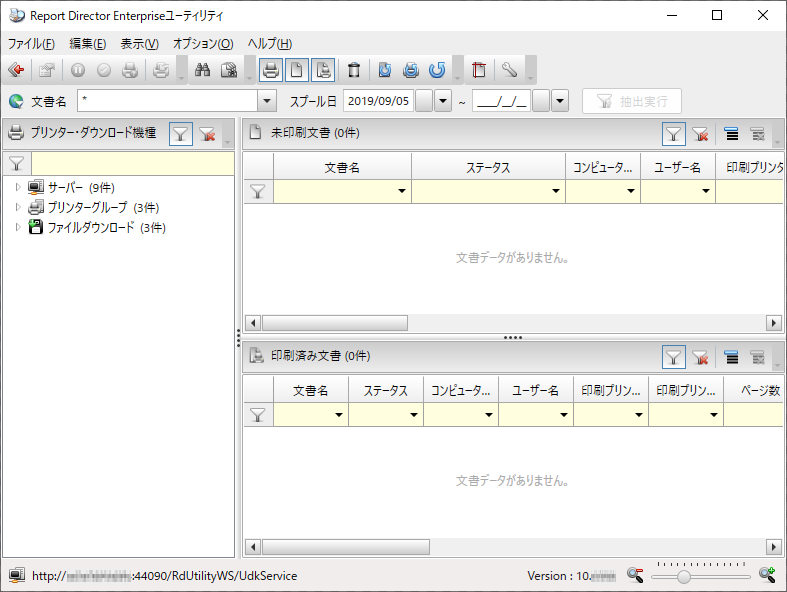 Report Director Enterpriseユーティリティ
ファイル(F) 編集(E) 表示(V) オプション(O) ヘルプ(H)
文書名 * スプール日 2019/09/05 ~ ___/__/__ 抽出実行
プリンター・ダウンロード機種
サーバー (9件)
プリンターグループ (3件)
ファイルダウンロード (3件)
未印刷文書 (0件)
文書名 ステータス コンピュータ... ユーザー名 印刷プリンタ
文書データがありません。
印刷済み文書 (0件)
文書名 ステータス コンピュータ... ユーザー名 印刷プリン... 印刷プリン... ページ数
文書データがありません。
http:// :44090/RdUtilityWS/UdkService Version : 10.